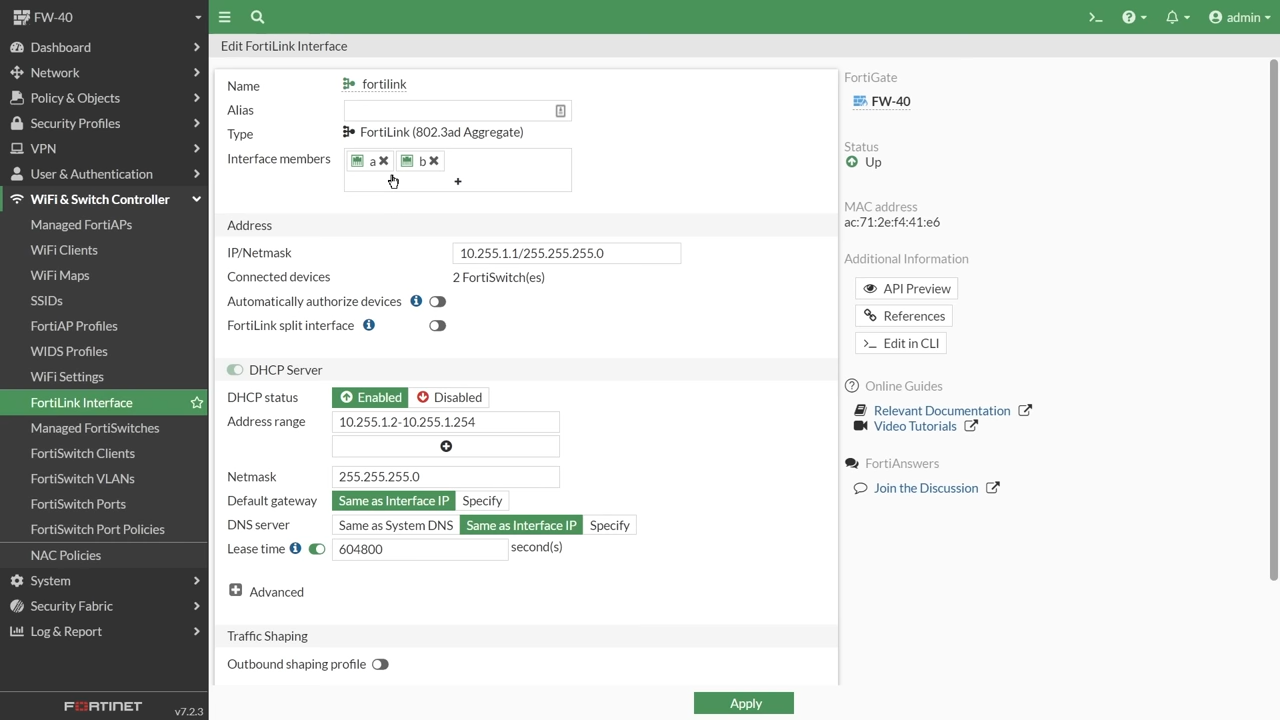 FW-40
admin
Dashboard
Network
Policy & Objects
Security Profiles
VPN
User & Authentication
WiFi & Switch Controller
Managed FortiAPs
WiFi Clients
WiFi Maps
SSIDs
FortiAP Profiles
WIDS Profiles
WiFi Settings
FortiLink Interface
Managed FortiSwitches
FortiSwitch Clients
FortiSwitch VLANs
FortiSwitch Ports
FortiSwitch Port Policies
NAC Policies
System
Security Fabric
Log & Report
FORTINET v7.2.3
Edit FortiLink Interface
Name fortilink
Alias
Type FortiLink (802.3ad Aggregate)
Interface members a b
Address
IP/Netmask 10.255.1.1/255.255.255.0
Connected devices 2 FortiSwitch(es)
Automatically authorize devices
FortiLink split interface
DHCP Server
DHCP status Enabled Disabled
Address range 10.255.1.2-10.255.1.254
Netmask 255.255.255.0
Default gateway Same as Interface IP Specify
DNS server Same as System DNS Same as Interface IP Specify
Lease time 604800 second(s)
Advanced
Traffic Shaping
Outbound shaping profile
Apply
FortiGate
FW-40
Status
Up
MAC address
ac:71:2e:f4:41:e6
Additional Information
API Preview
References
Edit in CLI
Online Guides
Relevant Documentation
Video Tutorials
FortiAnswers
Join the Discussion